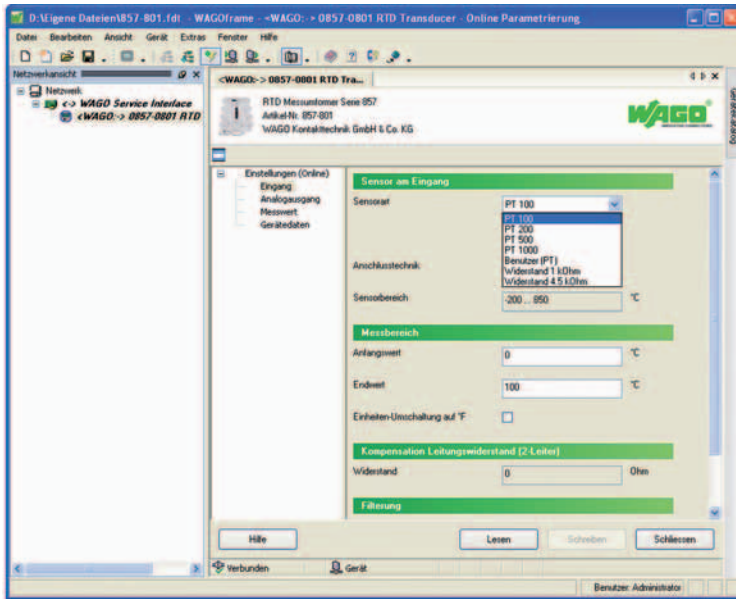 D:\Eigene Dateien\857-801.fdt - WAGOframe - <WAGO:-> 0857-0801 RTD Transducer - Online Parametrierung
Datei Bearbeiten Ansicht Gerät Extras Fenster Hilfe
Netzwerkansicht
Netzwerk
<-> WAGO Service Interface
<WAGO:-> 0857-0801 RTD
<WAGO:-> 0857-0801 RTD Tra...
RTD Messumformer Serie 857
Artikel-Nr. 857-801
WAGO Kontakttechnik GmbH & Co. KG
WAGO
Einstellungen (Online)
Eingang
Analogausgang
Messwert
Gerätedaten
Sensor am Eingang
Sensorart
PT 100
PT 100
PT 200
PT 500
PT 1000
Benutzer (PT)
Widerstand 1 kOhm
Widerstand 4.5 kOhm
Anschlusstechnik
Sensorbereich
-200 ... 850
°C
Messbereich
Anfangswert
0
°C
Endwert
100
°C
Einheiten-Umschaltung auf °F
Kompensation Leitungswiderstand (2-Leiter)
Widerstand
0
Ohm
Filterung
Hilfe
Lesen
Schreiben
Schliessen
Verbunden
Gerät
Benutzer: Administrator